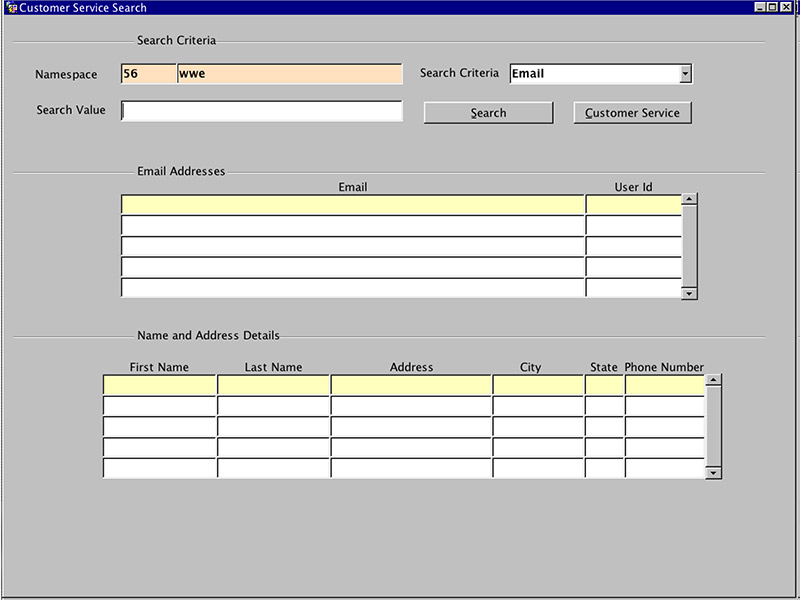 Customer Service Search
Search Criteria
Namespace 56 wwe Search Criteria Email
Search Value Search Customer Service
Email Addresses
Email User Id
Name and Address Details
First Name Last Name Address City State Phone Number